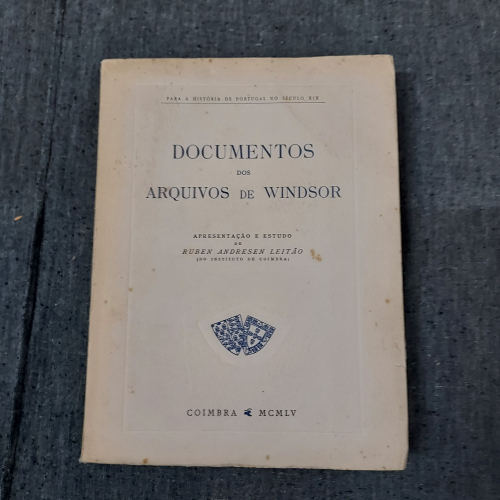 PARA A HISTÓRIA DE PORTUGAL NO SÉCULO XIX
DOCUMENTOS
DOS
ARQUIVOS DE WINDSOR
APRESENTAÇÃO E ESTUDO
DE
RUBEN ANDRESEN LEITÃO
(DO INSTITUTO DE COIMBRA)
COIMBRA MCMLV